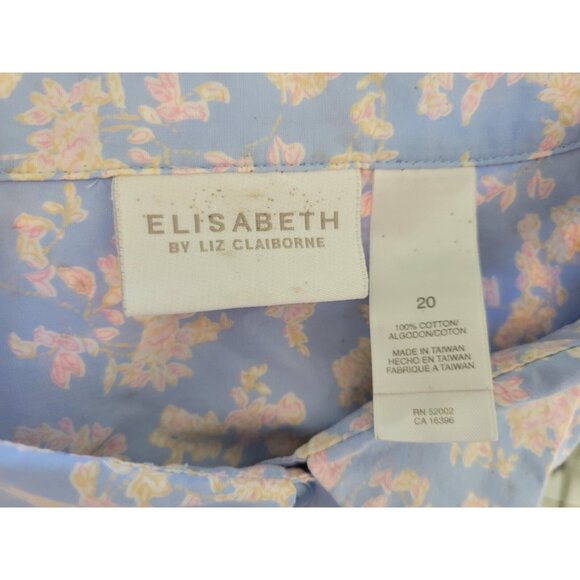 ELISABETH
BY LIZ CLAIBORNE
20
100% COTTON/
ALGODON/COTON
MADE IN TAIWAN
HECHO EN TAIWAN
FABRIQUE A TAIWAN
RN 52002
CA 16396